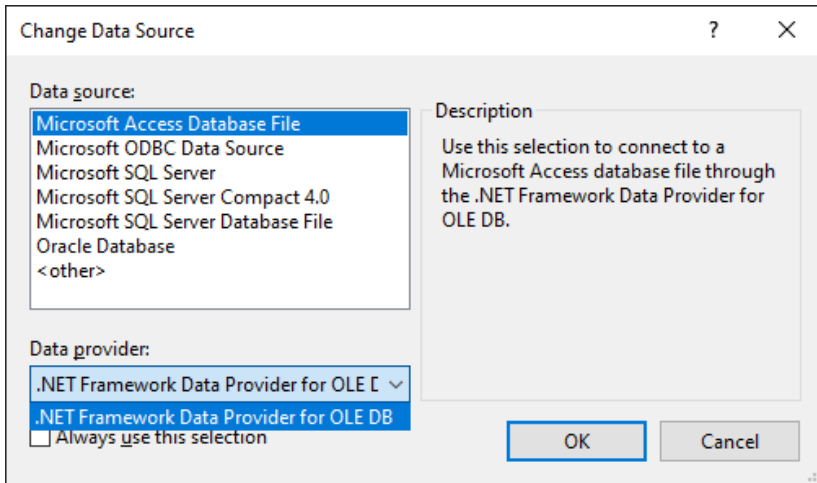 Change Data Source
?
Data source:
Microsoft Access Database File
Microsoft ODBC Data Source
Microsoft SQL Server
Microsoft SQL Server Compact 4.0
Microsoft SQL Server Database File
Oracle Database
<other>
Description
Use this selection to connect to a
Microsoft Access database file through
the .NET Framework Data Provider for
OLE DB.
Data provider:
.NET Framework Data Provider for OLE D
.NET Framework Data Provider for OLE DB
Always use this selection
OK
Cancel